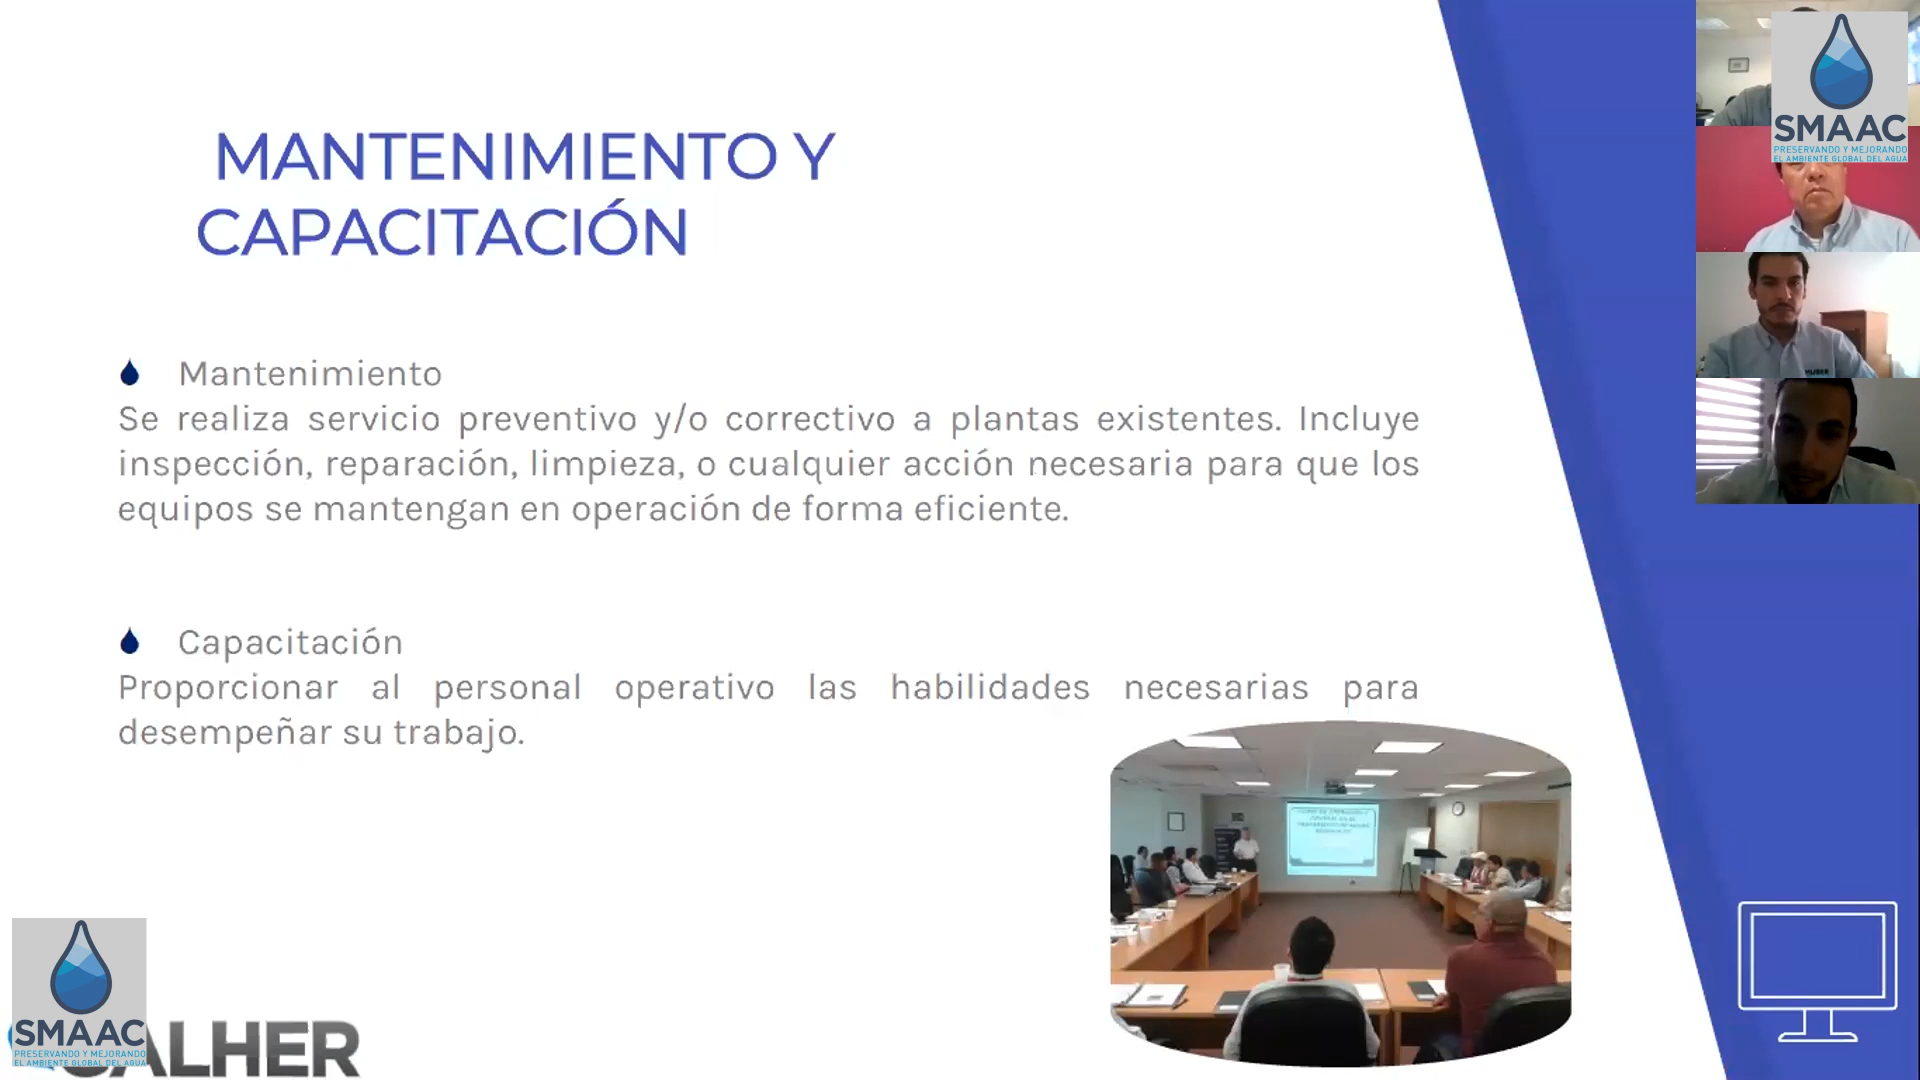 MANTENIMIENTO Y
CAPACITACIÓN
Mantenimiento
Se realiza servicio preventivo y/o correctivo a plantas existentes. Incluye
inspección, reparación, limpieza, o cualquier acción necesaria para que los
equipos se mantengan en operación de forma eficiente.
Capacitación
Proporcionar al personal operativo las habilidades necesarias para
desempeñar su trabajo.
SMAAC
PRESERVANDO Y MEJORANDO
EL AMBIENTE GLOBAL DEL AGUA
HUBER
SMAAC
PRESERVANDO Y MEJORANDO
EL AMBIENTE GLOBAL DEL AGUA
ALHER